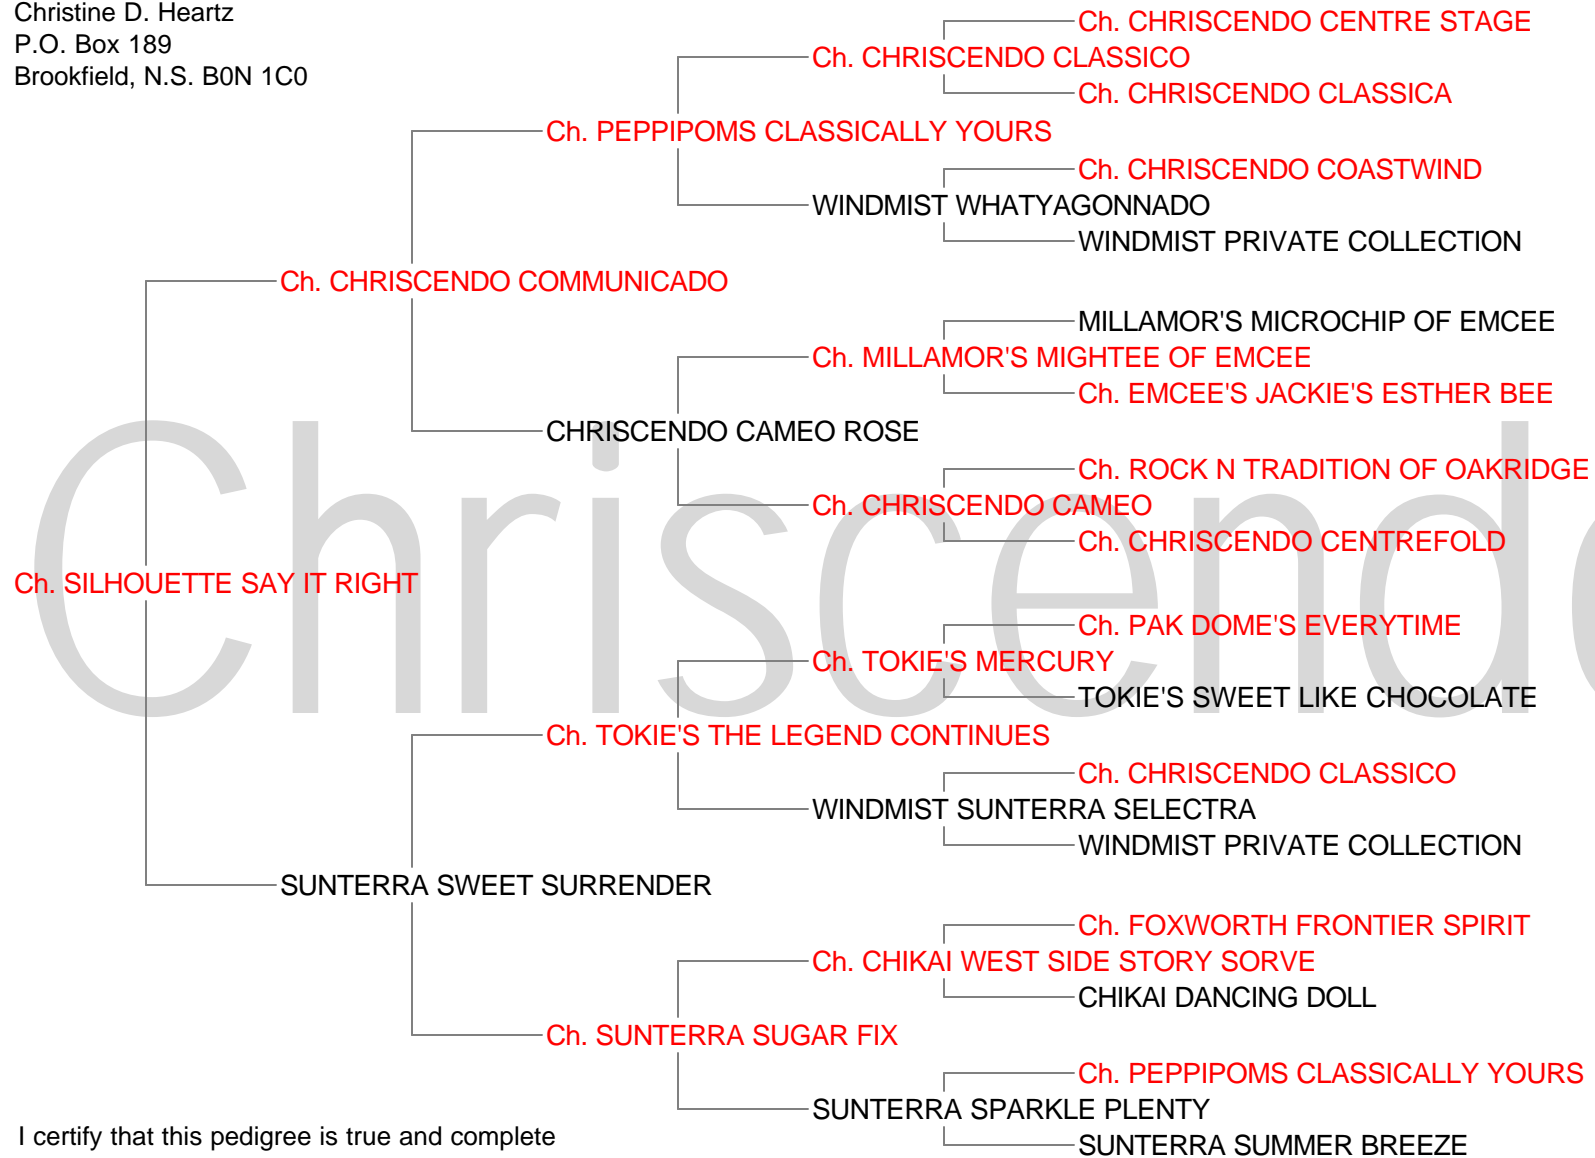 Christine D. Heartz
P.O. Box 189
Brookfield, N.S. B0N 1C0
Ch. CHRISCENDO CENTRE STAGE
Ch. CHRISCENDO CLASSICO
Ch. CHRISCENDO CLASSICA
Ch. PEPPIPOMS CLASSICALLY YOURS
Ch. CHRISCENDO COASTWIND
WINDMIST WHATYAGONNADO
WINDMIST PRIVATE COLLECTION
Ch. CHRISCENDO COMMUNICADO
MILLAMOR'S MICROCHIP OF EMCEE
Ch. MILLAMOR'S MIGHTEE OF EMCEE
Ch. EMCEE'S JACKIE'S ESTHER BEE
CHRISCENDO CAMEO ROSE
Ch. ROCK N TRADITION OF OAKRIDGE
Ch. CHRISCENDO CAMEO
Ch. CHRISCENDO CENTREFOLD
Chriscendo
Ch. SILHOUETTE SAY IT RIGHT
Ch. PAK DOME'S EVERYTIME
Ch. TOKIE'S MERCURY
TOKIE'S SWEET LIKE CHOCOLATE
Ch. TOKIE'S THE LEGEND CONTINUES
Ch. CHRISCENDO CLASSICO
WINDMIST SUNTERRA SELECTRA
WINDMIST PRIVATE COLLECTION
SUNTERRA SWEET SURRENDER
Ch. FOXWORTH FRONTIER SPIRIT
Ch. CHIKAI WEST SIDE STORY SORVE
CHIKAI DANCING DOLL
Ch. SUNTERRA SUGAR FIX
Ch. PEPPIPOMS CLASSICALLY YOURS
SUNTERRA SPARKLE PLENTY
SUNTERRA SUMMER BREEZE
I certify that this pedigree is true and complete